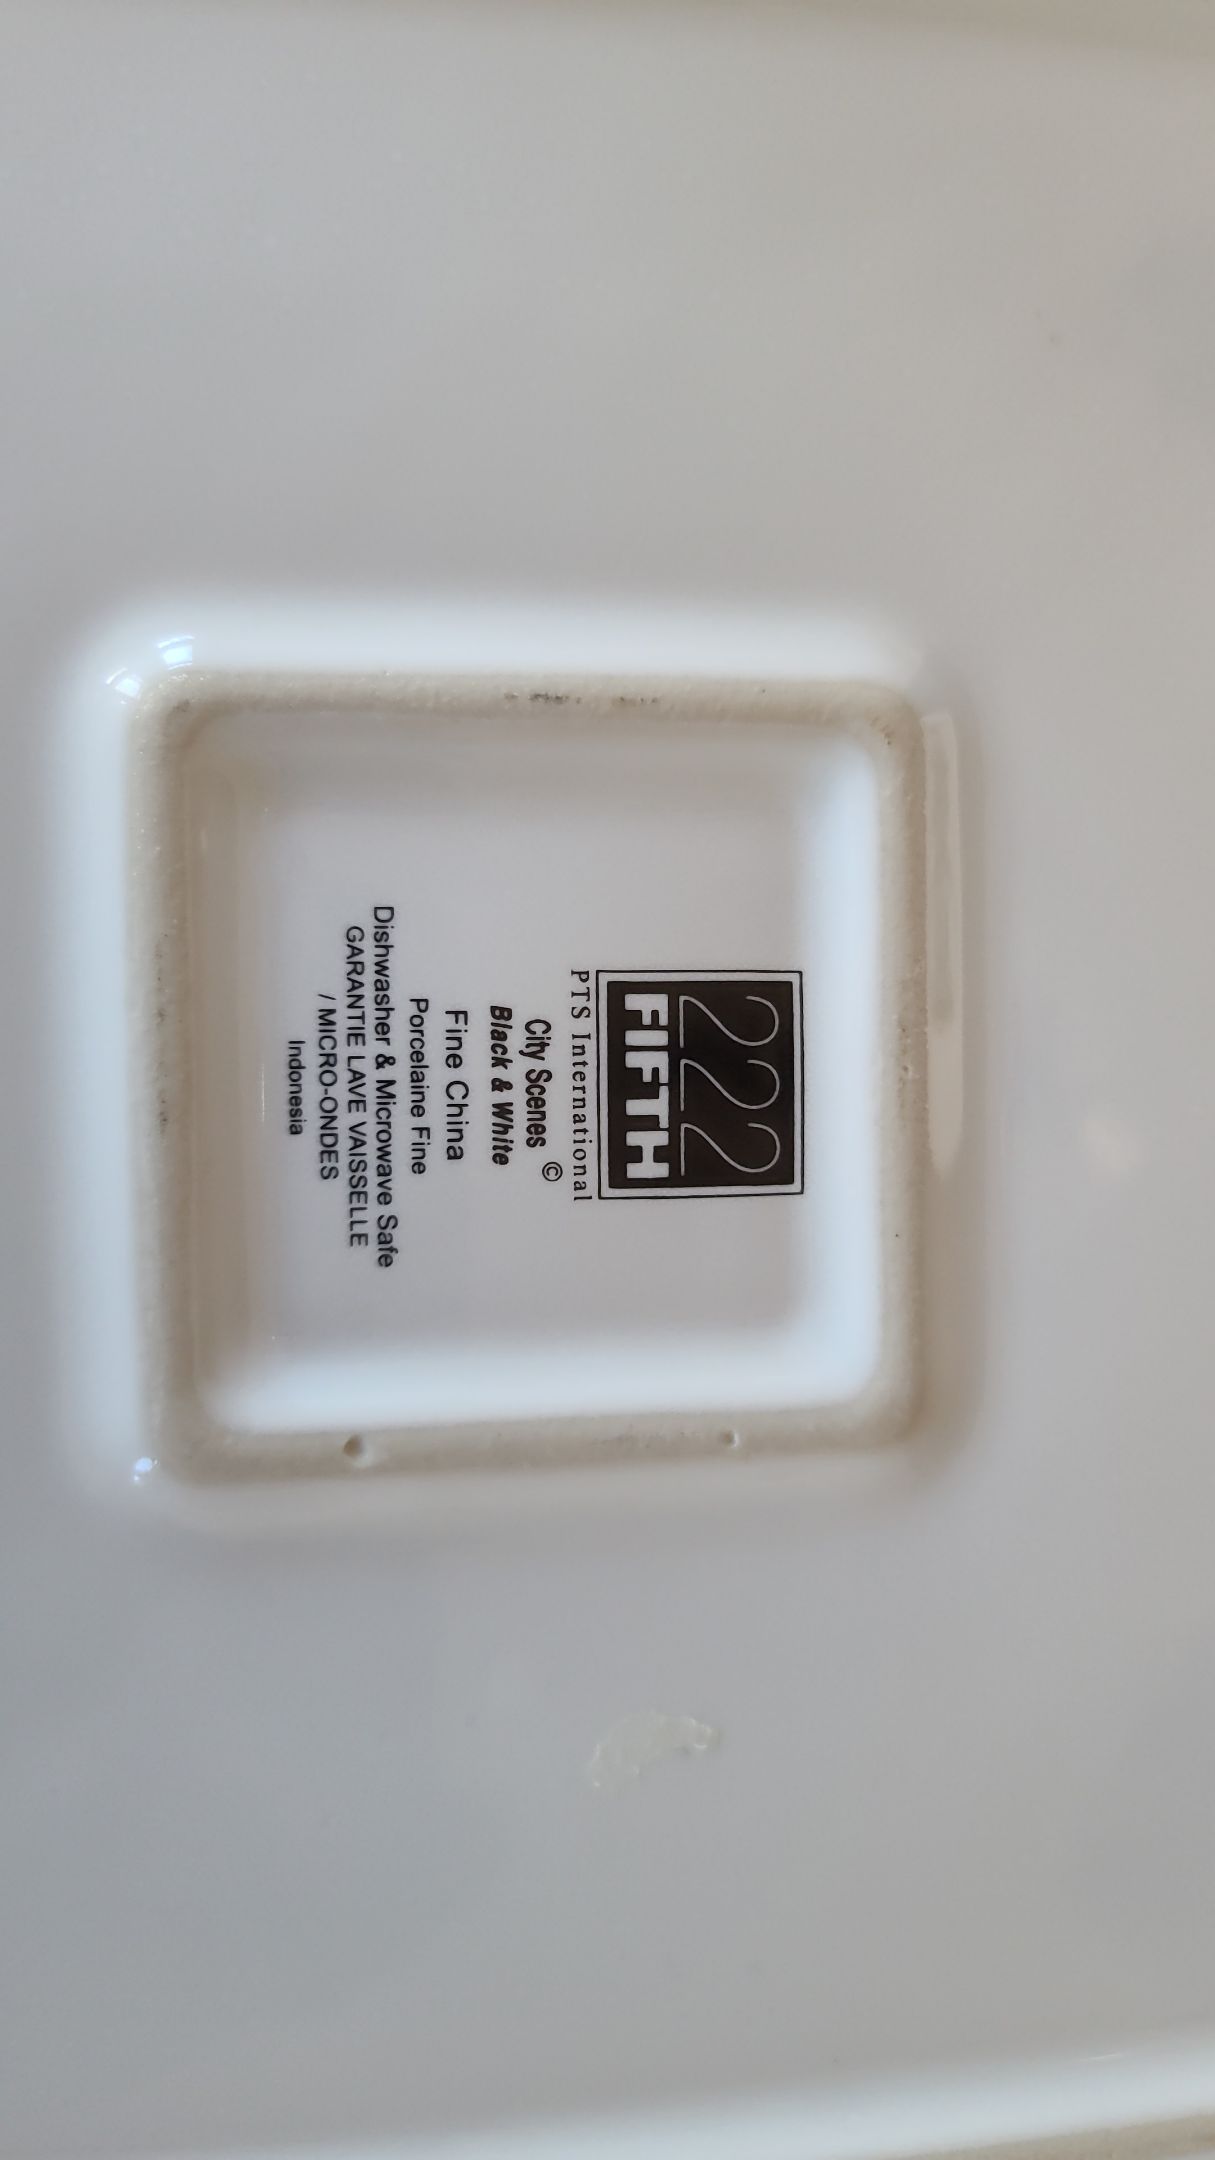 222
FIFTH
PTS International
City Scenes ©
Black & White
Fine China
Porcelaine Fine
Dishwasher & Microwave Safe
GARANTIE LAVE VAISSELLE
/ MICRO-ONDES
Indonesia